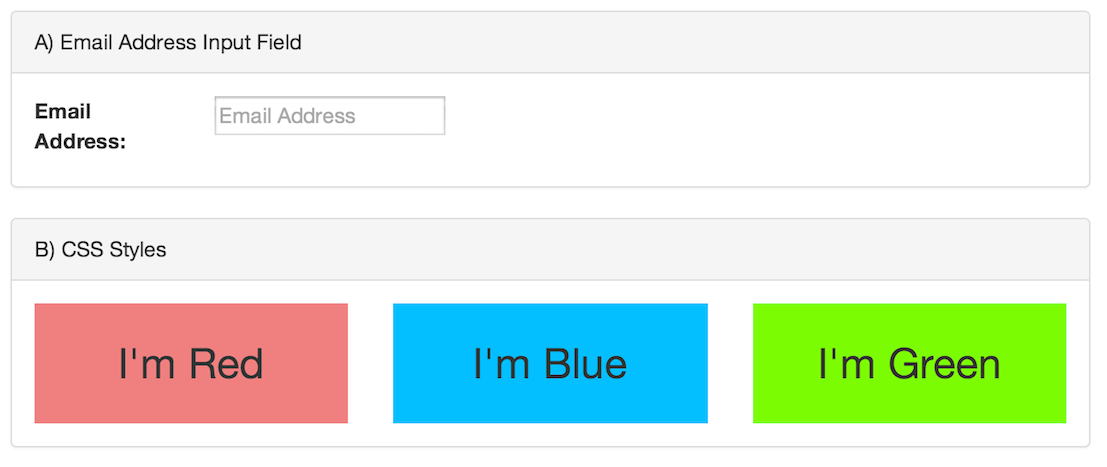 A) Email Address Input Field
Email
Address:
Email Address
B) CSS Styles
I'm Red
I'm Blue
I'm Green